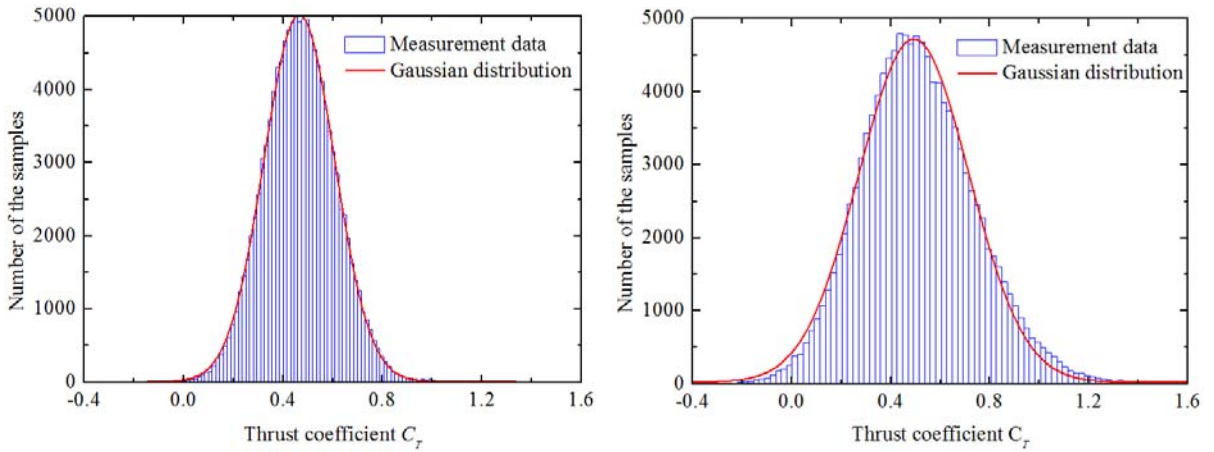 5000
4000
3000
2000
1000
0
Number of the samples
Measurement data
Gaussian distribution
-0.4 0.0 0.4 0.8 1.2 1.6
Thrust coefficient C_T
5000
4000
3000
2000
1000
0
Number of the samples
Measurement data
Gaussian distribution
-0.4 0.0 0.4 0.8 1.2 1.6
Thrust coefficient C_T